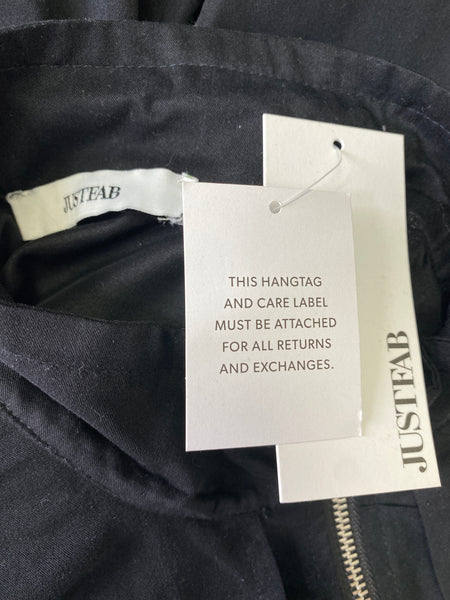 JUSTFAB
THIS HANGTAG
AND CARE LABEL
MUST BE ATTACHED
FOR ALL RETURNS
AND EXCHANGES.
JUSTFAB